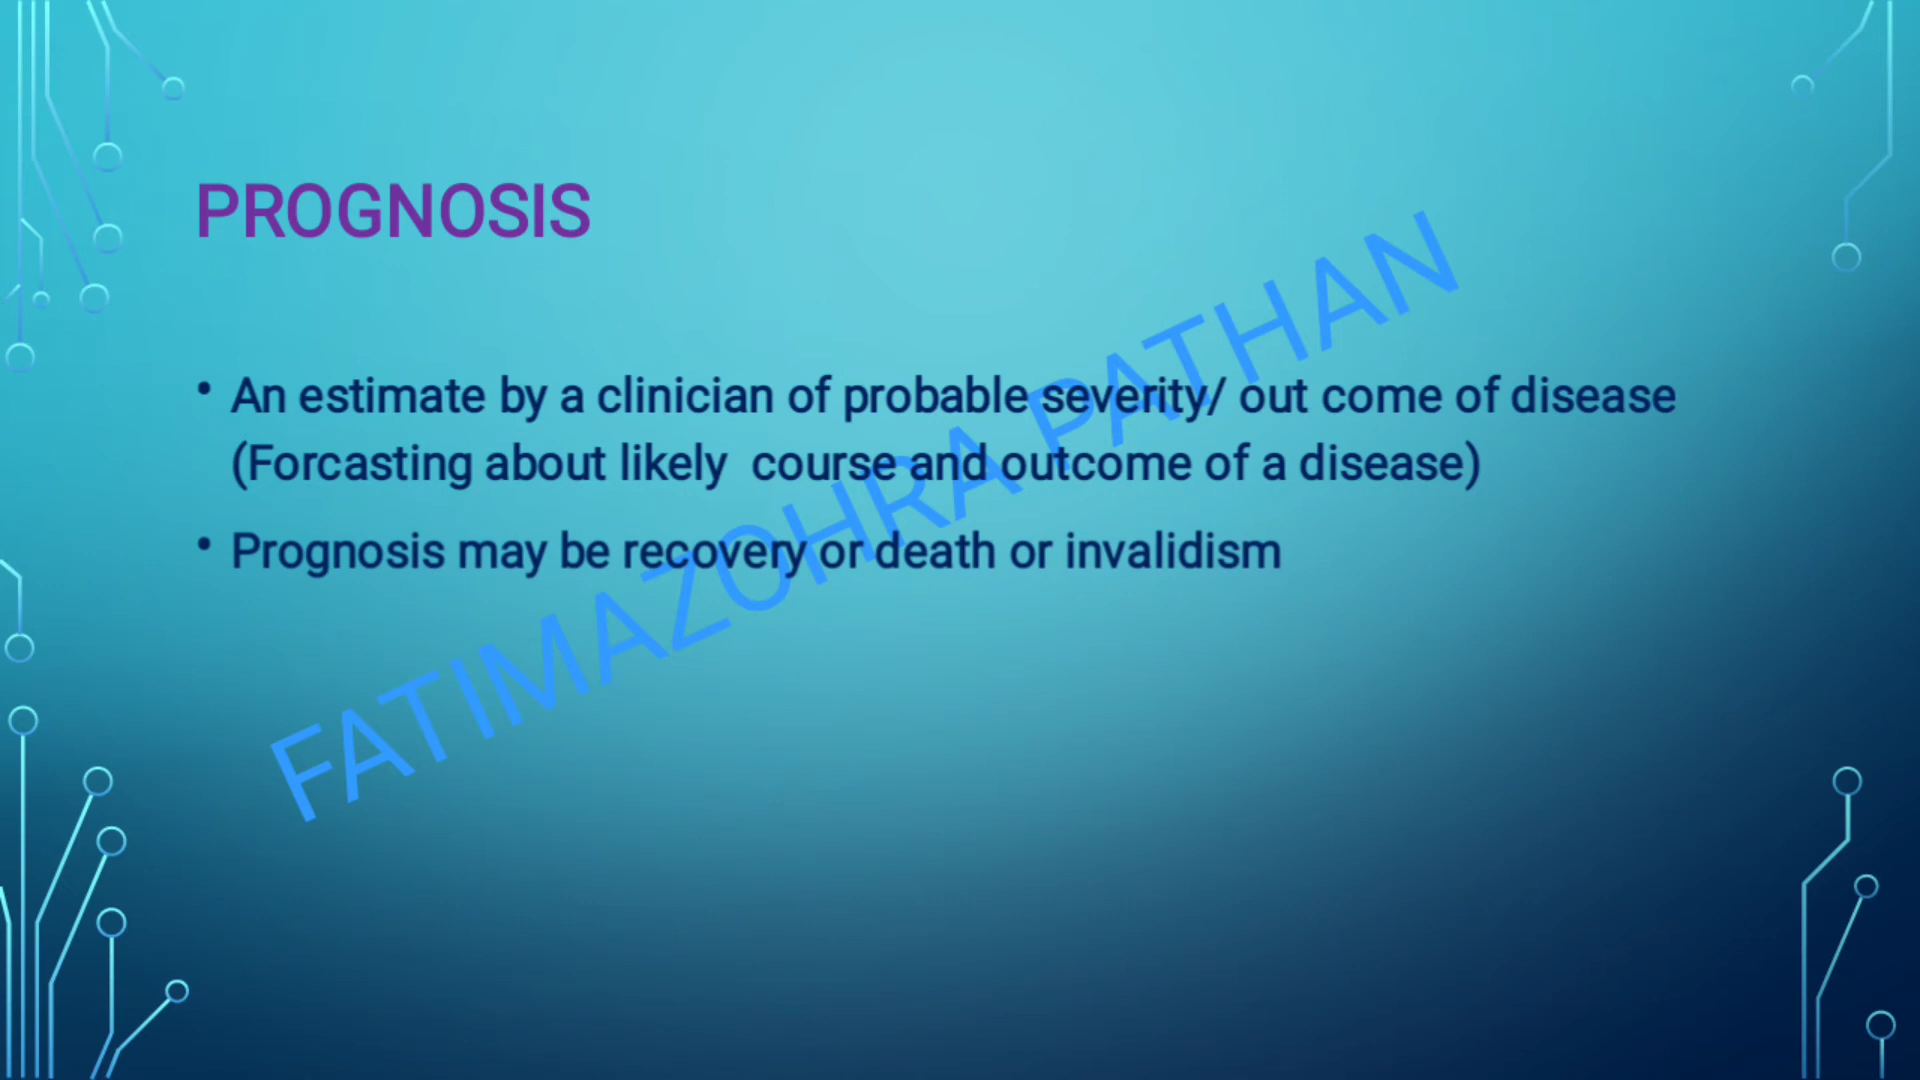 PROGNOSIS
• An estimate by a clinician of probable severity/ out come of disease
(Forcasting about likely  course and outcome of a disease)
• Prognosis may be recovery or death or invalidism
FATIMAZOHRA PATHAN